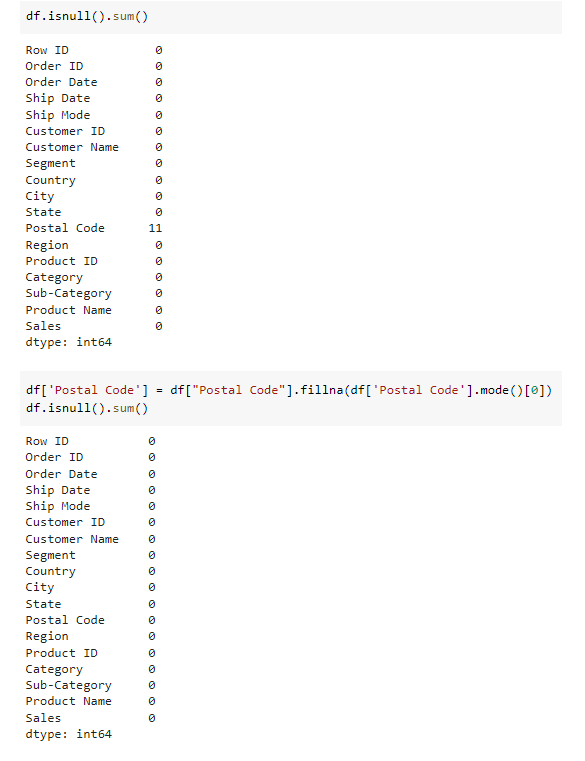 df.isnull().sum()
Row ID 0
Order ID 0
Order Date 0
Ship Date 0
Ship Mode 0
Customer ID 0
Customer Name 0
Segment 0
Country 0
City 0
State 0
Postal Code 11
Region 0
Product ID 0
Category 0
Sub-Category 0
Product Name 0
Sales 0
dtype: int64
df['Postal Code'] = df["Postal Code"].fillna(df['Postal Code'].mode()[0])
df.isnull().sum()
Row ID 0
Order ID 0
Order Date 0
Ship Date 0
Ship Mode 0
Customer ID 0
Customer Name 0
Segment 0
Country 0
City 0
State 0
Postal Code 0
Region 0
Product ID 0
Category 0
Sub-Category 0
Product Name 0
Sales 0
dtype: int64